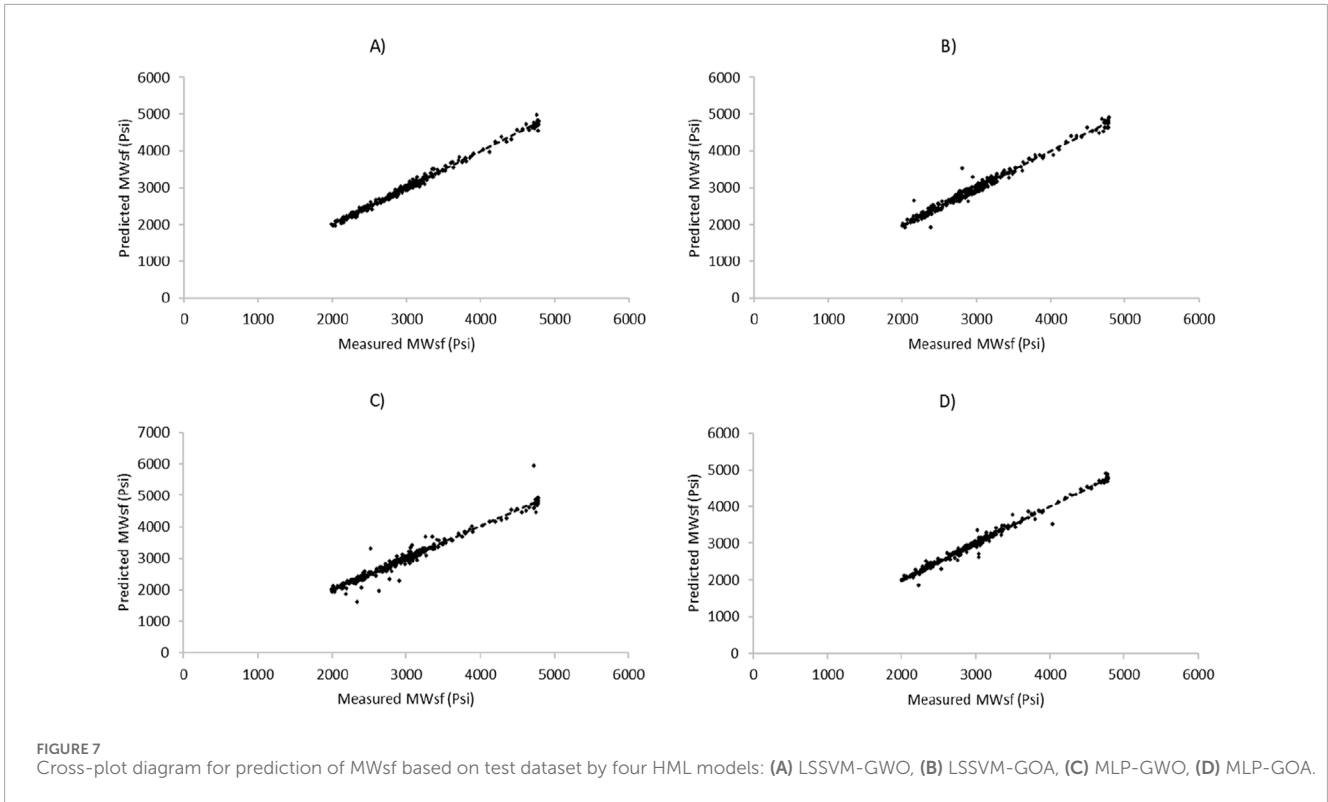 A)
6000
5000
4000
3000
2000
1000
0
Predicted MWsf (Psi)
0 1000 2000 3000 4000 5000 6000
Measured MWsf (Psi)
B)
6000
5000
4000
3000
2000
1000
0
Predicted MWsf (Psi)
0 1000 2000 3000 4000 5000 6000
Measured MWsf (Psi)
C)
7000
6000
5000
4000
3000
2000
1000
0
Predicted MWsf (Psi)
0 1000 2000 3000 4000 5000 6000
Measured MWsf (Psi)
D)
6000
5000
4000
3000
2000
1000
0
Predicted MWsf (Psi)
0 1000 2000 3000 4000 5000 6000
Measured MWsf (Psi)
FIGURE 7
Cross-plot diagram for prediction of MWsf based on test dataset by four HML models: (A) LSSVM-GWO, (B) LSSVM-GOA, (C) MLP-GWO, (D) MLP-GOA.